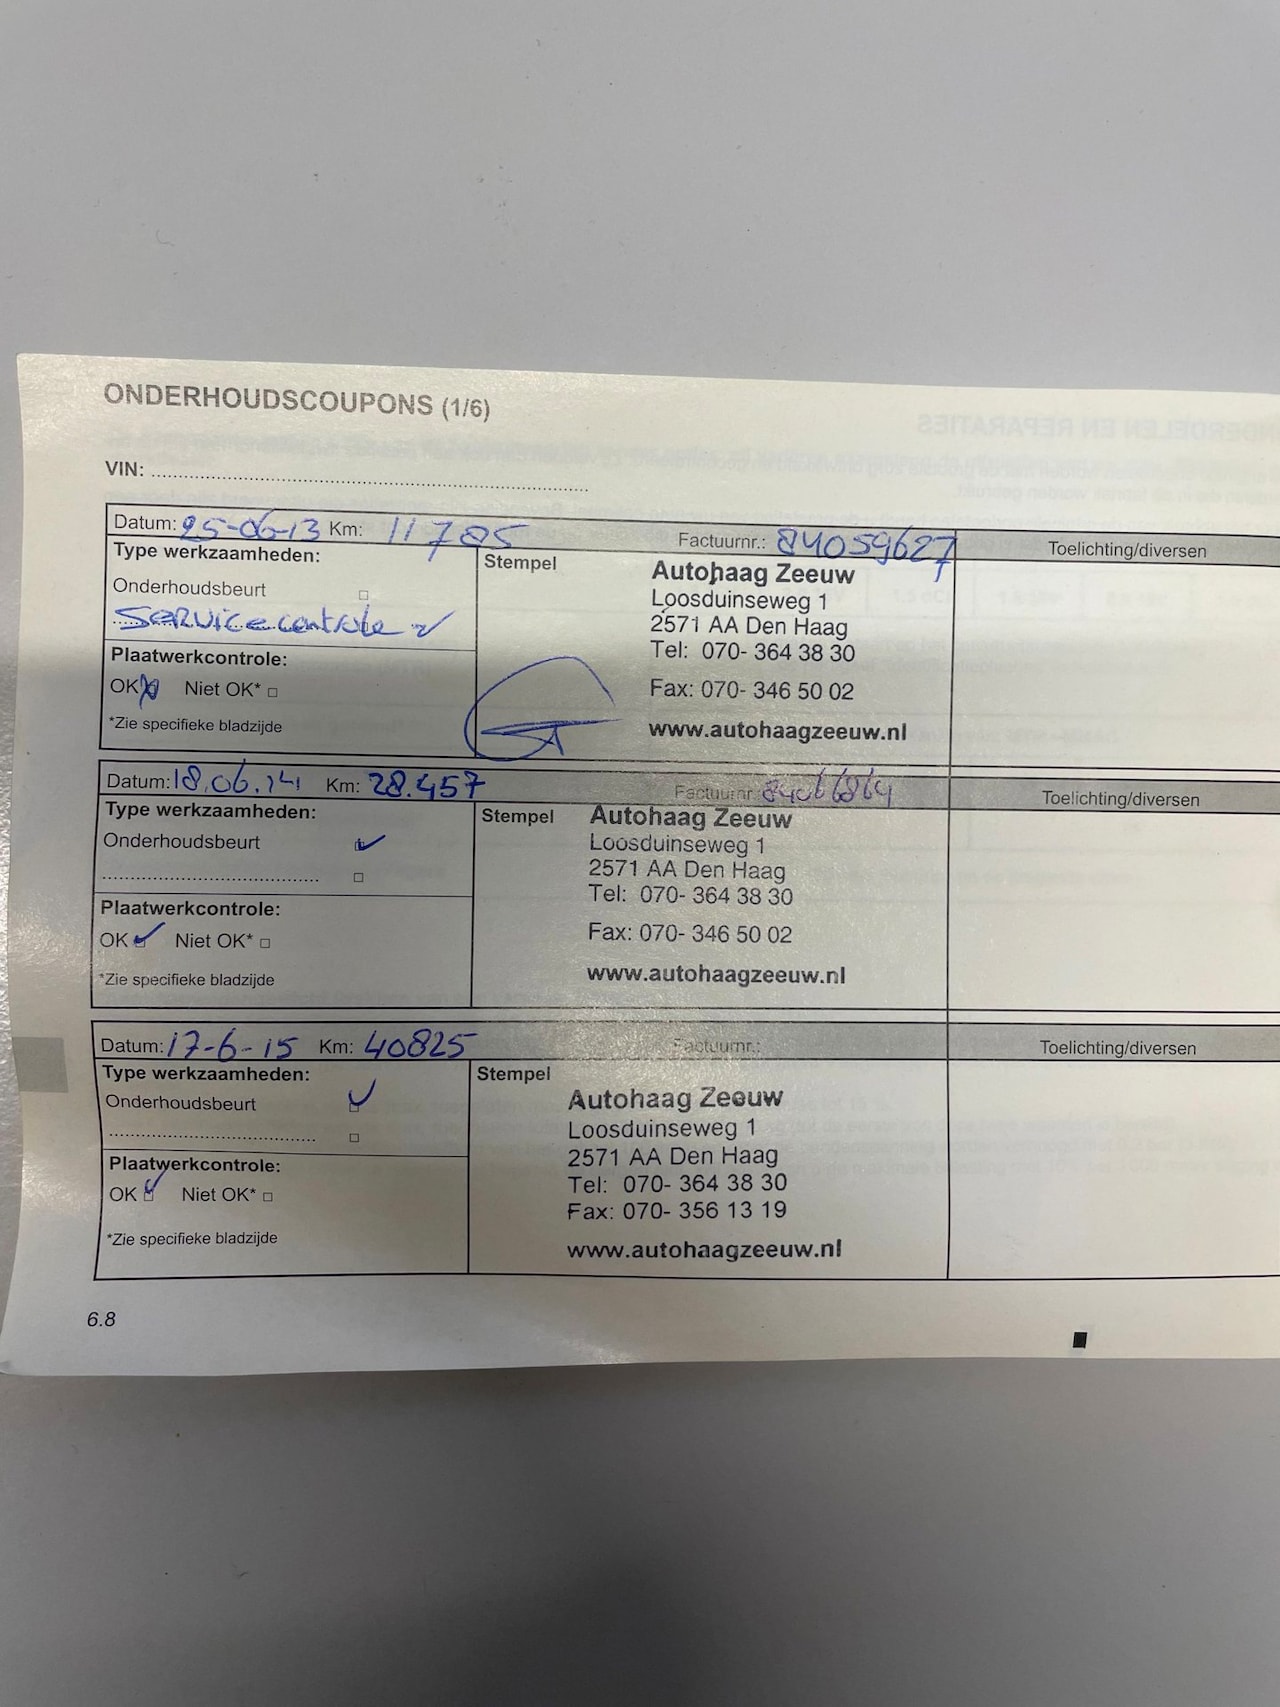 ONDERHOUDSCOUPONS (1/6)
VIN: ........................................
Datum: 25-06-13 Km: 11785 Factuurnr.: 84059627 Toelichting/diversen
Type werkzaamheden:
Stempel
Onderhoudsbeurt
Servicecontrole
Plaatwerkcontrole:
OK Niet OK*
*Zie specifieke bladzijde
Autohaag Zeeuw
Loosduinseweg 1
2571 AA Den Haag
Tel: 070- 364 38 30
Fax: 070- 346 50 02
www.autohaagzeeuw.nl
Datum: 18.06.14 Km: 28.457 Factuurnr. 84066864 Toelichting/diversen
Type werkzaamheden:
Stempel
Onderhoudsbeurt
........................................
Plaatwerkcontrole:
OK Niet OK*
*Zie specifieke bladzijde
Autohaag Zeeuw
Loosduinseweg 1
2571 AA Den Haag
Tel: 070- 364 38 30
Fax: 070- 346 50 02
www.autohaagzeeuw.nl
Datum: 17-6-15 Km: 40825 Factuurnr.: Toelichting/diversen
Type werkzaamheden:
Stempel
Onderhoudsbeurt
........................................
Plaatwerkcontrole:
OK Niet OK*
*Zie specifieke bladzijde
Autohaag Zeeuw
Loosduinseweg 1
2571 AA Den Haag
Tel: 070- 364 38 30
Fax: 070- 356 13 19
www.autohaagzeeuw.nl
6.8